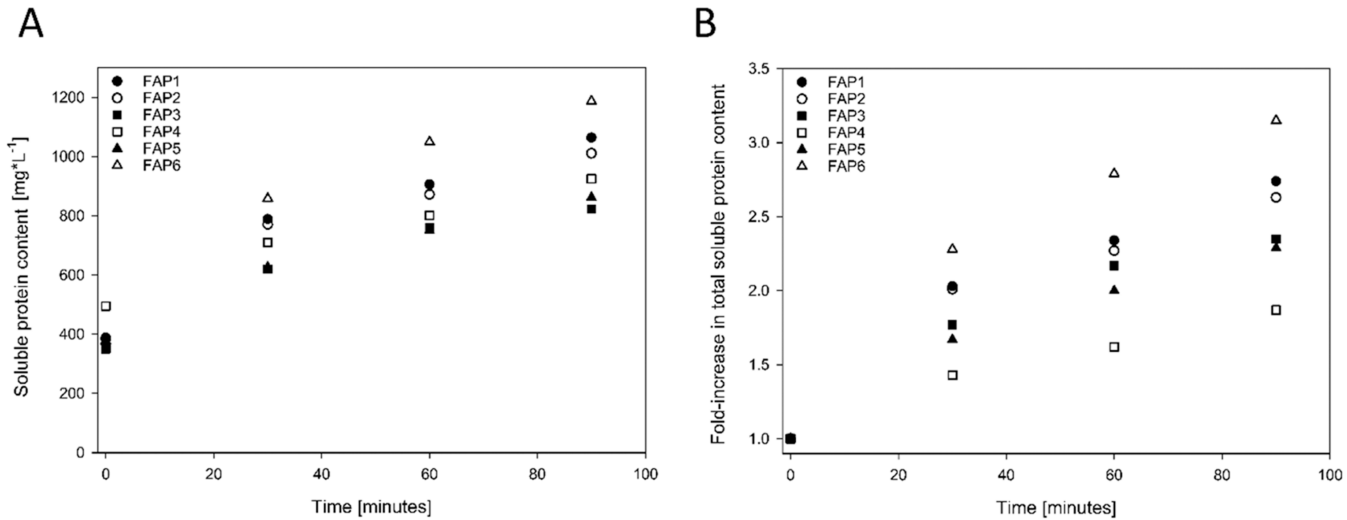 A
Soluble protein content [mg*L-1]
1200
1000
800
600
400
200
0
FAP1
FAP2
FAP3
FAP4
FAP5
FAP6
0 20 40 60 80 100
Time [minutes]
B
Fold-increase in total soluble protein content
3.5
3.0
2.5
2.0
1.5
1.0
FAP1
FAP2
FAP3
FAP4
FAP5
FAP6
0 20 40 60 80 100
Time [minutes]